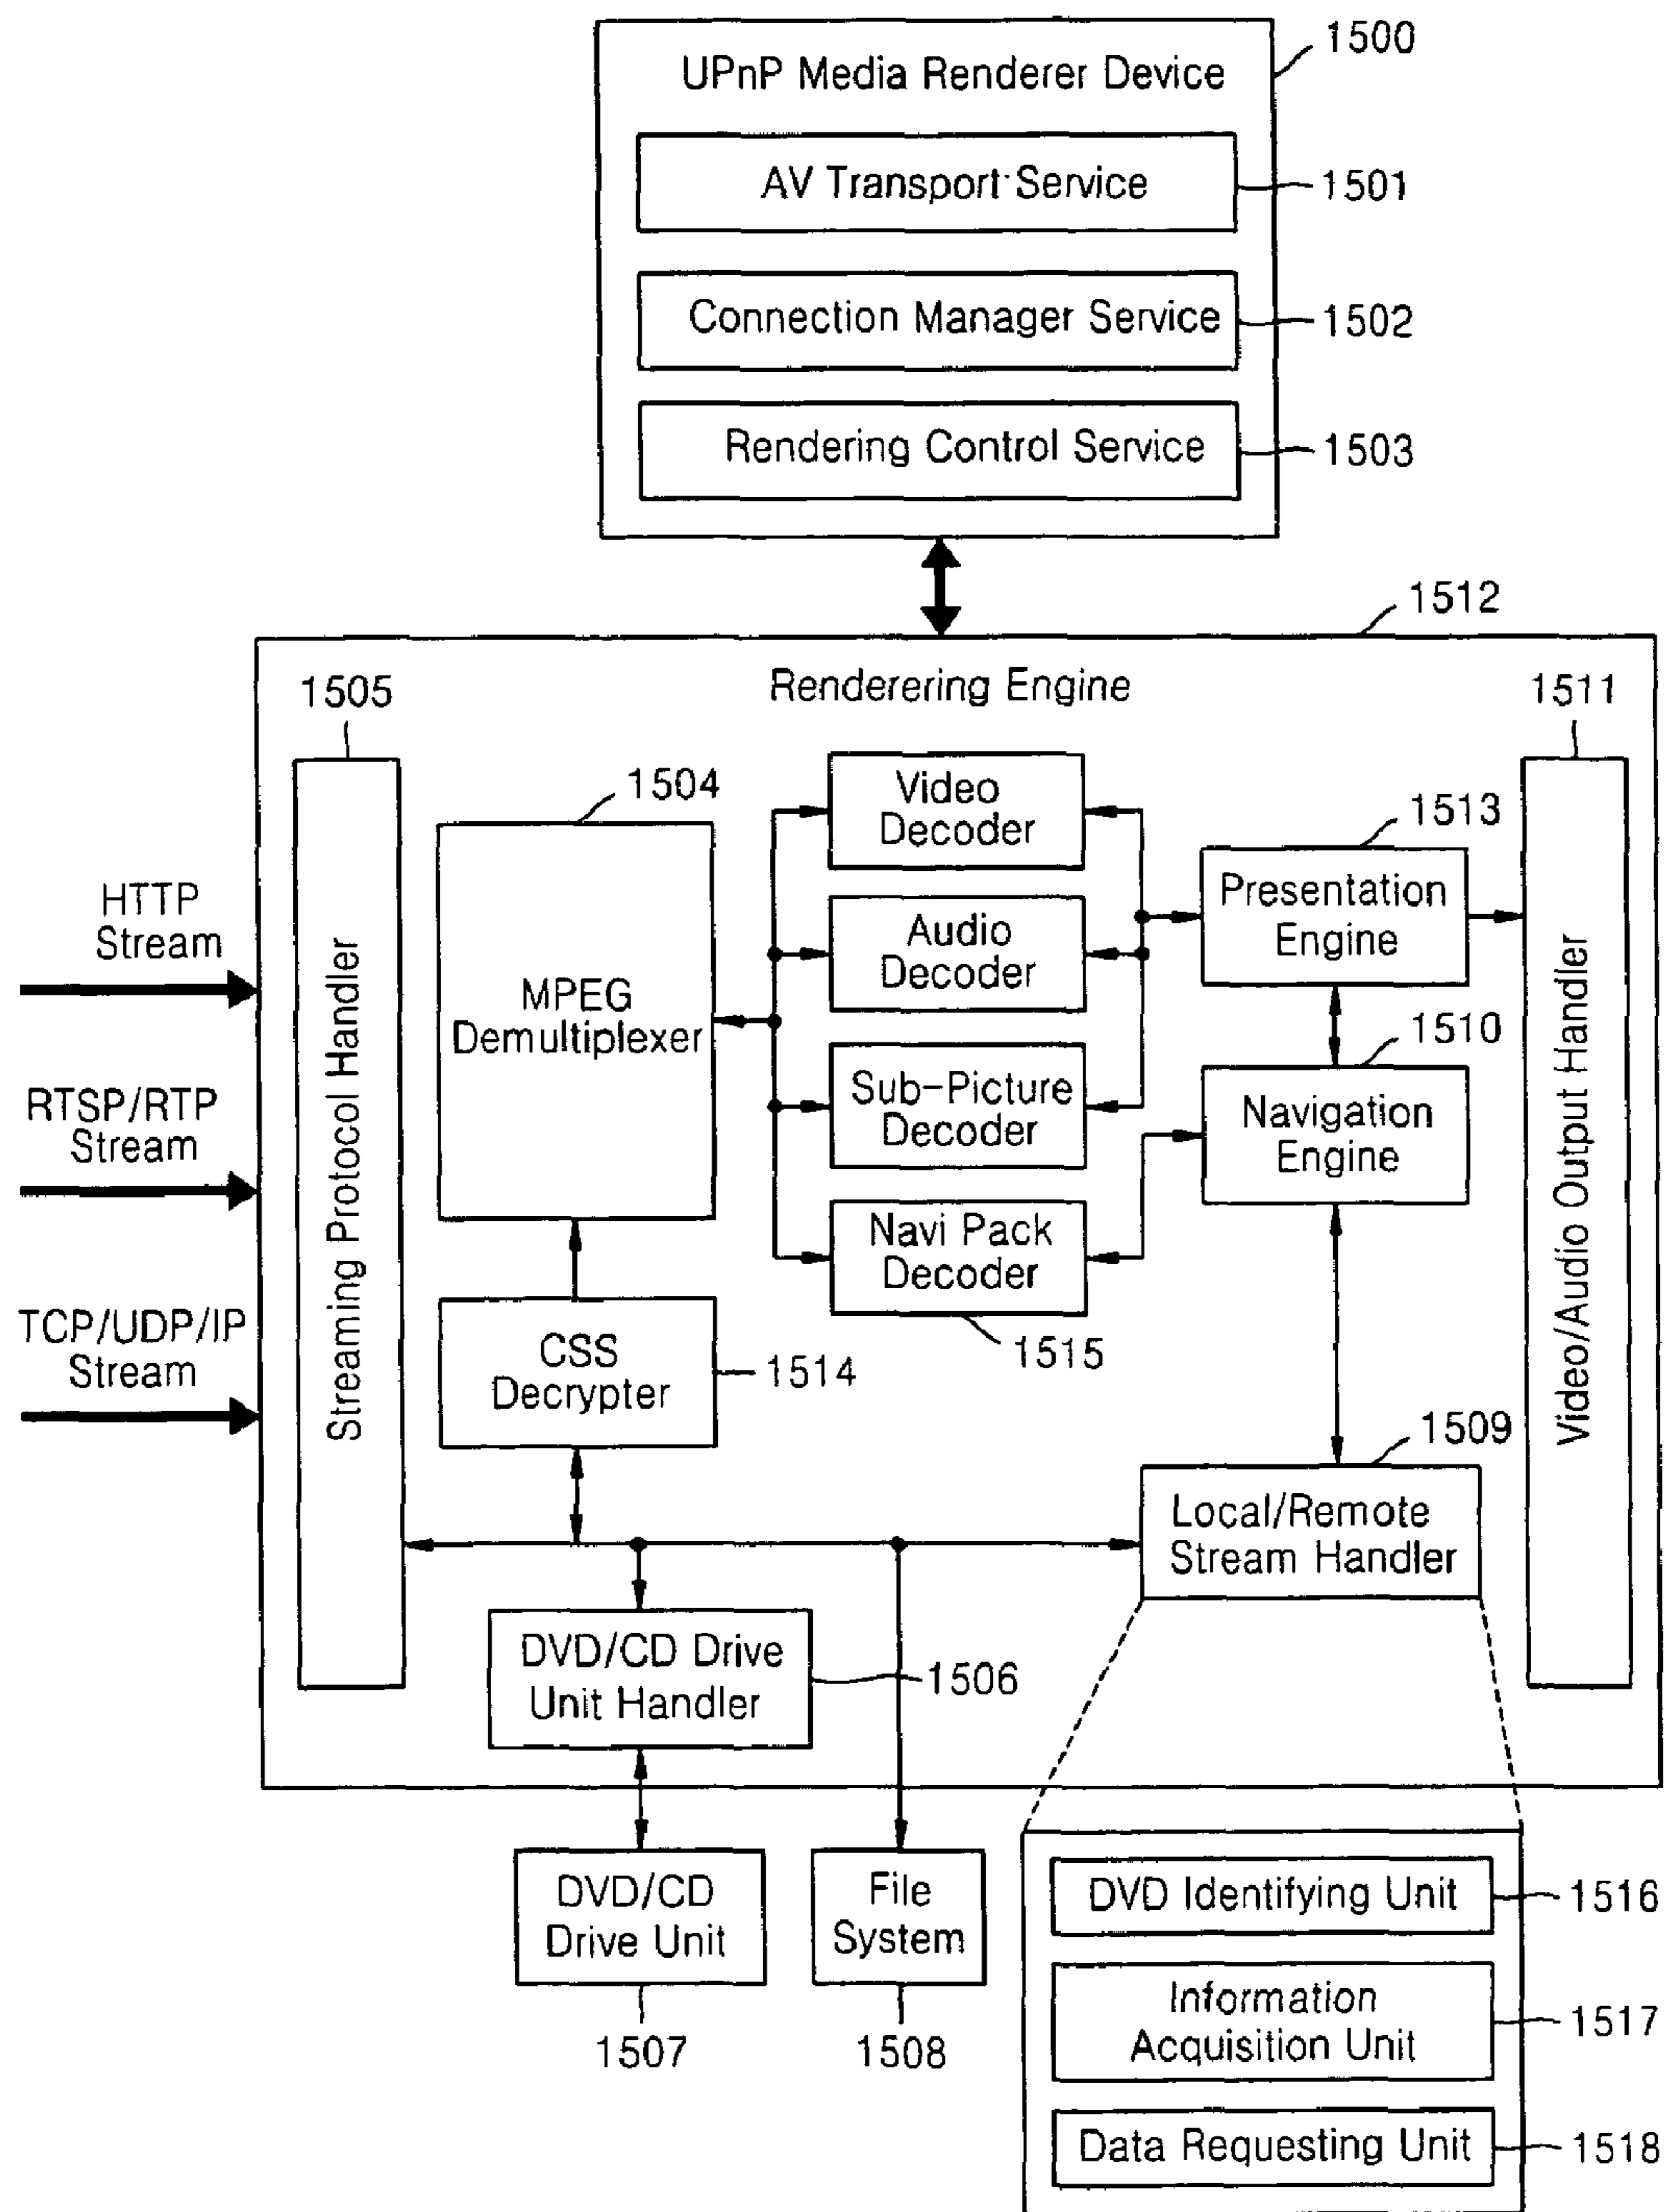 1500
UPnP Media Renderer Device
AV Transport Service
1501
Connection Manager Service
1502
Rendering Control Service
1503
1512
Renderering Engine
1505
1511
1504
Video
Decoder
1513
HTTP
Stream
Streaming Protocol Handler
MPEG
Demultiplexer
Audio
Decoder
Presentation
Engine
Video/Audio Output Handler
1510
RTSP/RTP
Stream
Sub-Picture
Decoder
Navigation
Engine
Navi Pack
Decoder
TCP/UDP/IP
Stream
CSS
Decrypter
1514
1515
1509
Local/Remote
Stream Handler
DVD/CD Drive
Unit Handler
1506
DVD/CD
Drive Unit
File
System
DVD Identifying Unit
1516
Information
Acquisition Unit
1517
1507
1508
Data Requesting Unit
1518